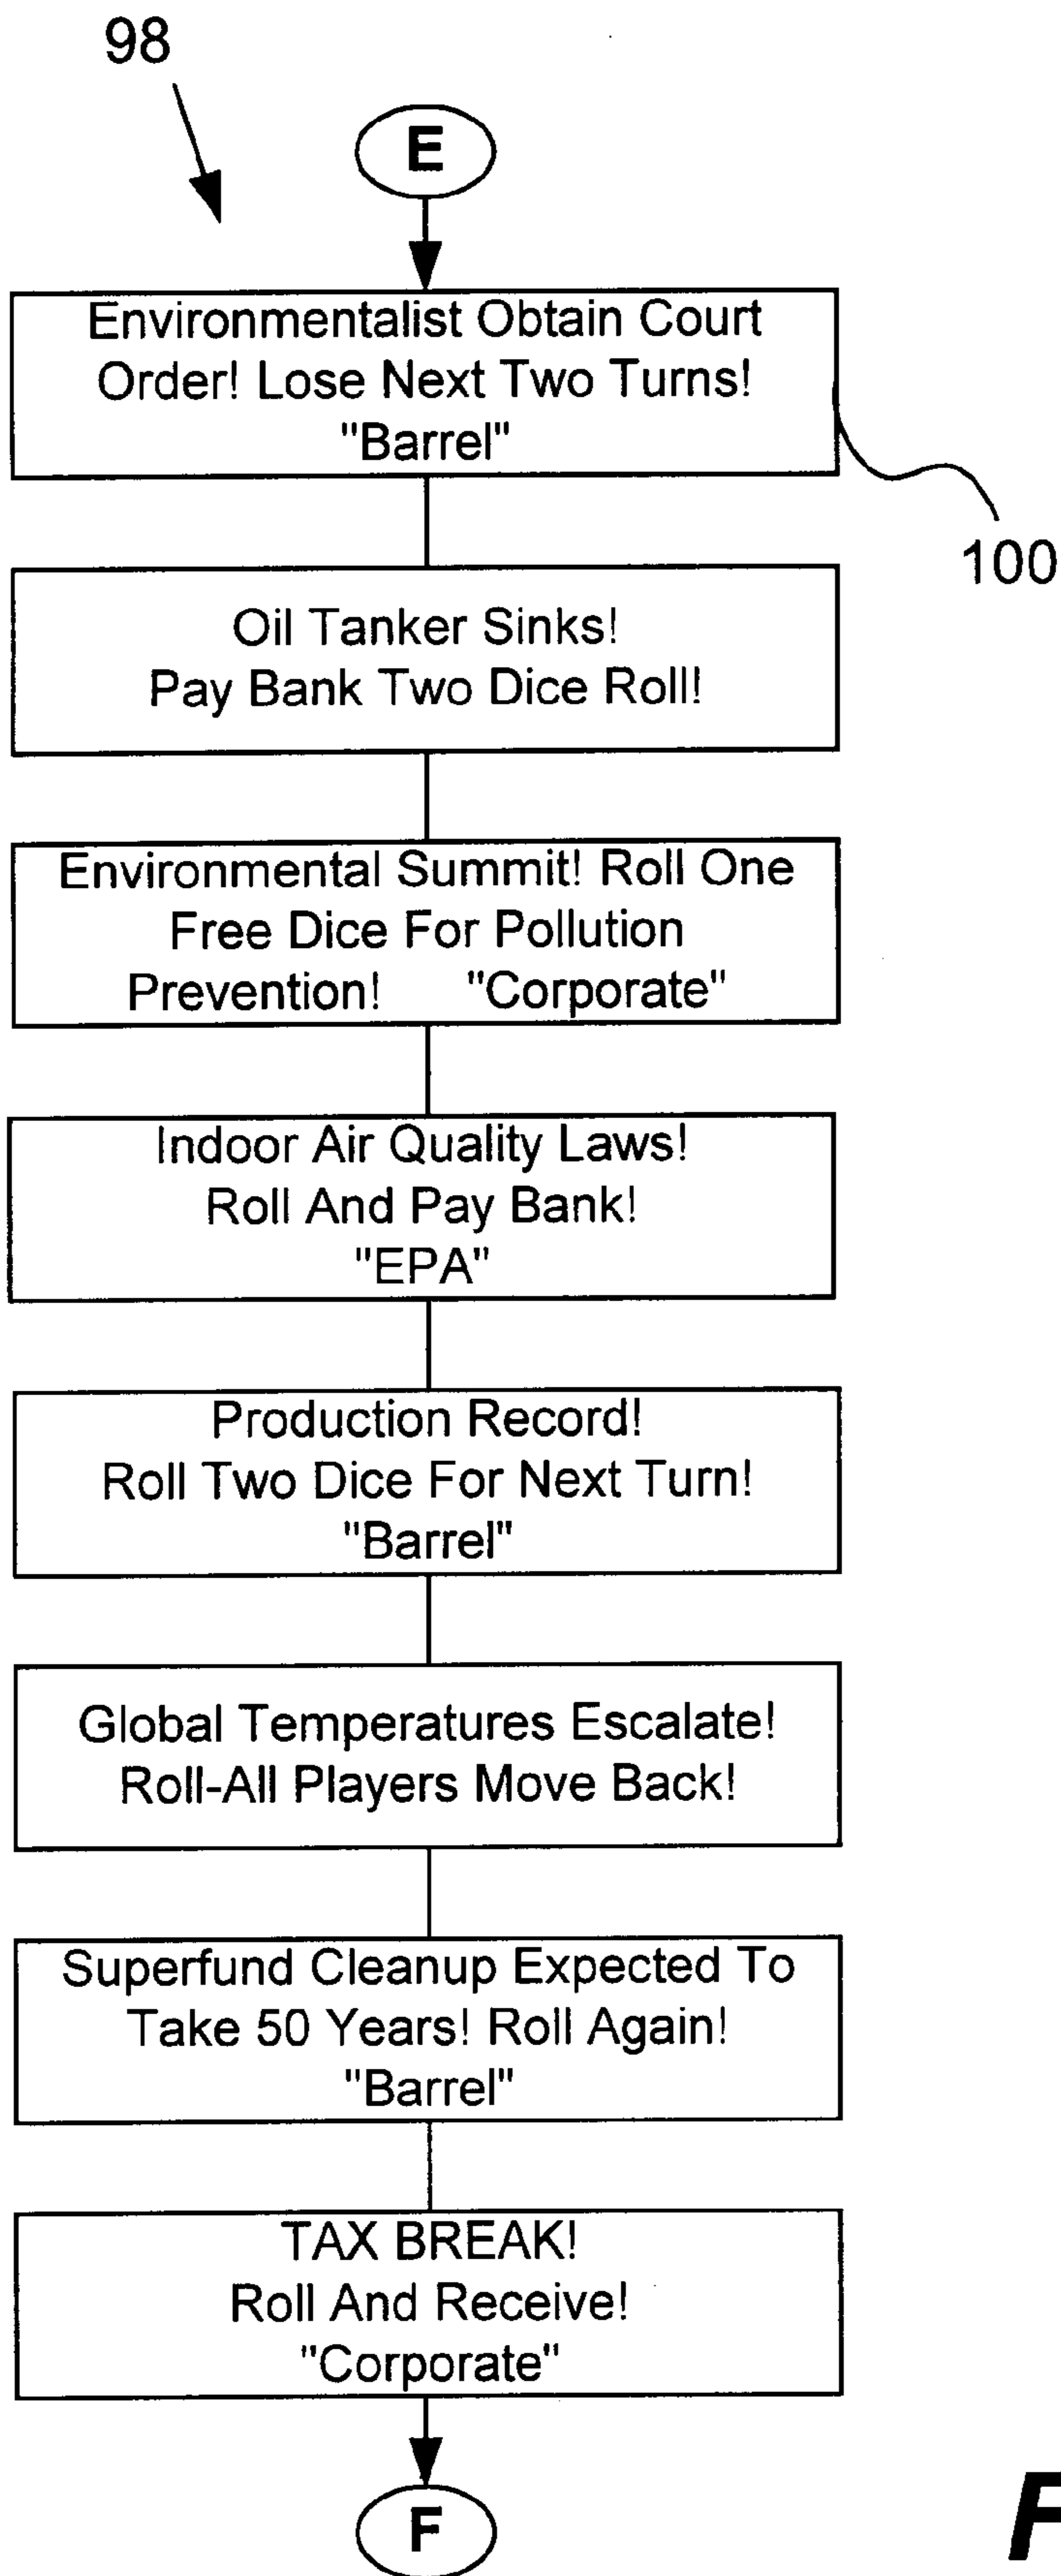 98
E
Environmentalist Obtain Court
Order! Lose Next Two Turns!
"Barrel"
100
Oil Tanker Sinks!
Pay Bank Two Dice Roll!
Environmental Summit! Roll One
Free Dice For Pollution
Prevention! "Corporate"
Indoor Air Quality Laws!
Roll And Pay Bank!
"EPA"
Production Record!
Roll Two Dice For Next Turn!
"Barrel"
Global Temperatures Escalate!
Roll-All Players Move Back!
Superfund Cleanup Expected To
Take 50 Years! Roll Again!
"Barrel"
TAX BREAK!
Roll And Receive!
"Corporate"
F